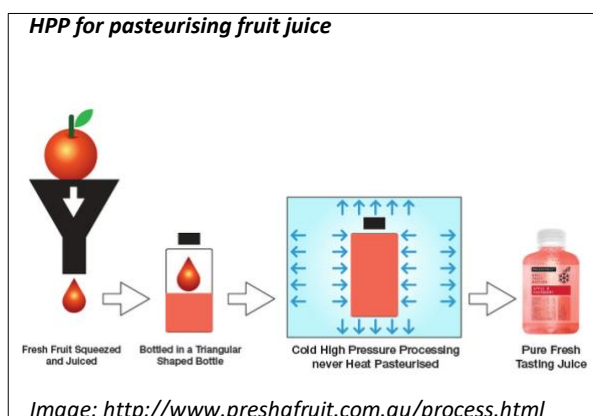 HPP for pasteurising fruit juice
Fresh Fruit Squeezed
and Juiced
Bottled in a Triangular
Shaped Bottle
Cold High Pressure Processing
never Heat Pasteurised
Pure Fresh
Tasting Juice
Image: http://www.preshafruit.com.au/process.html